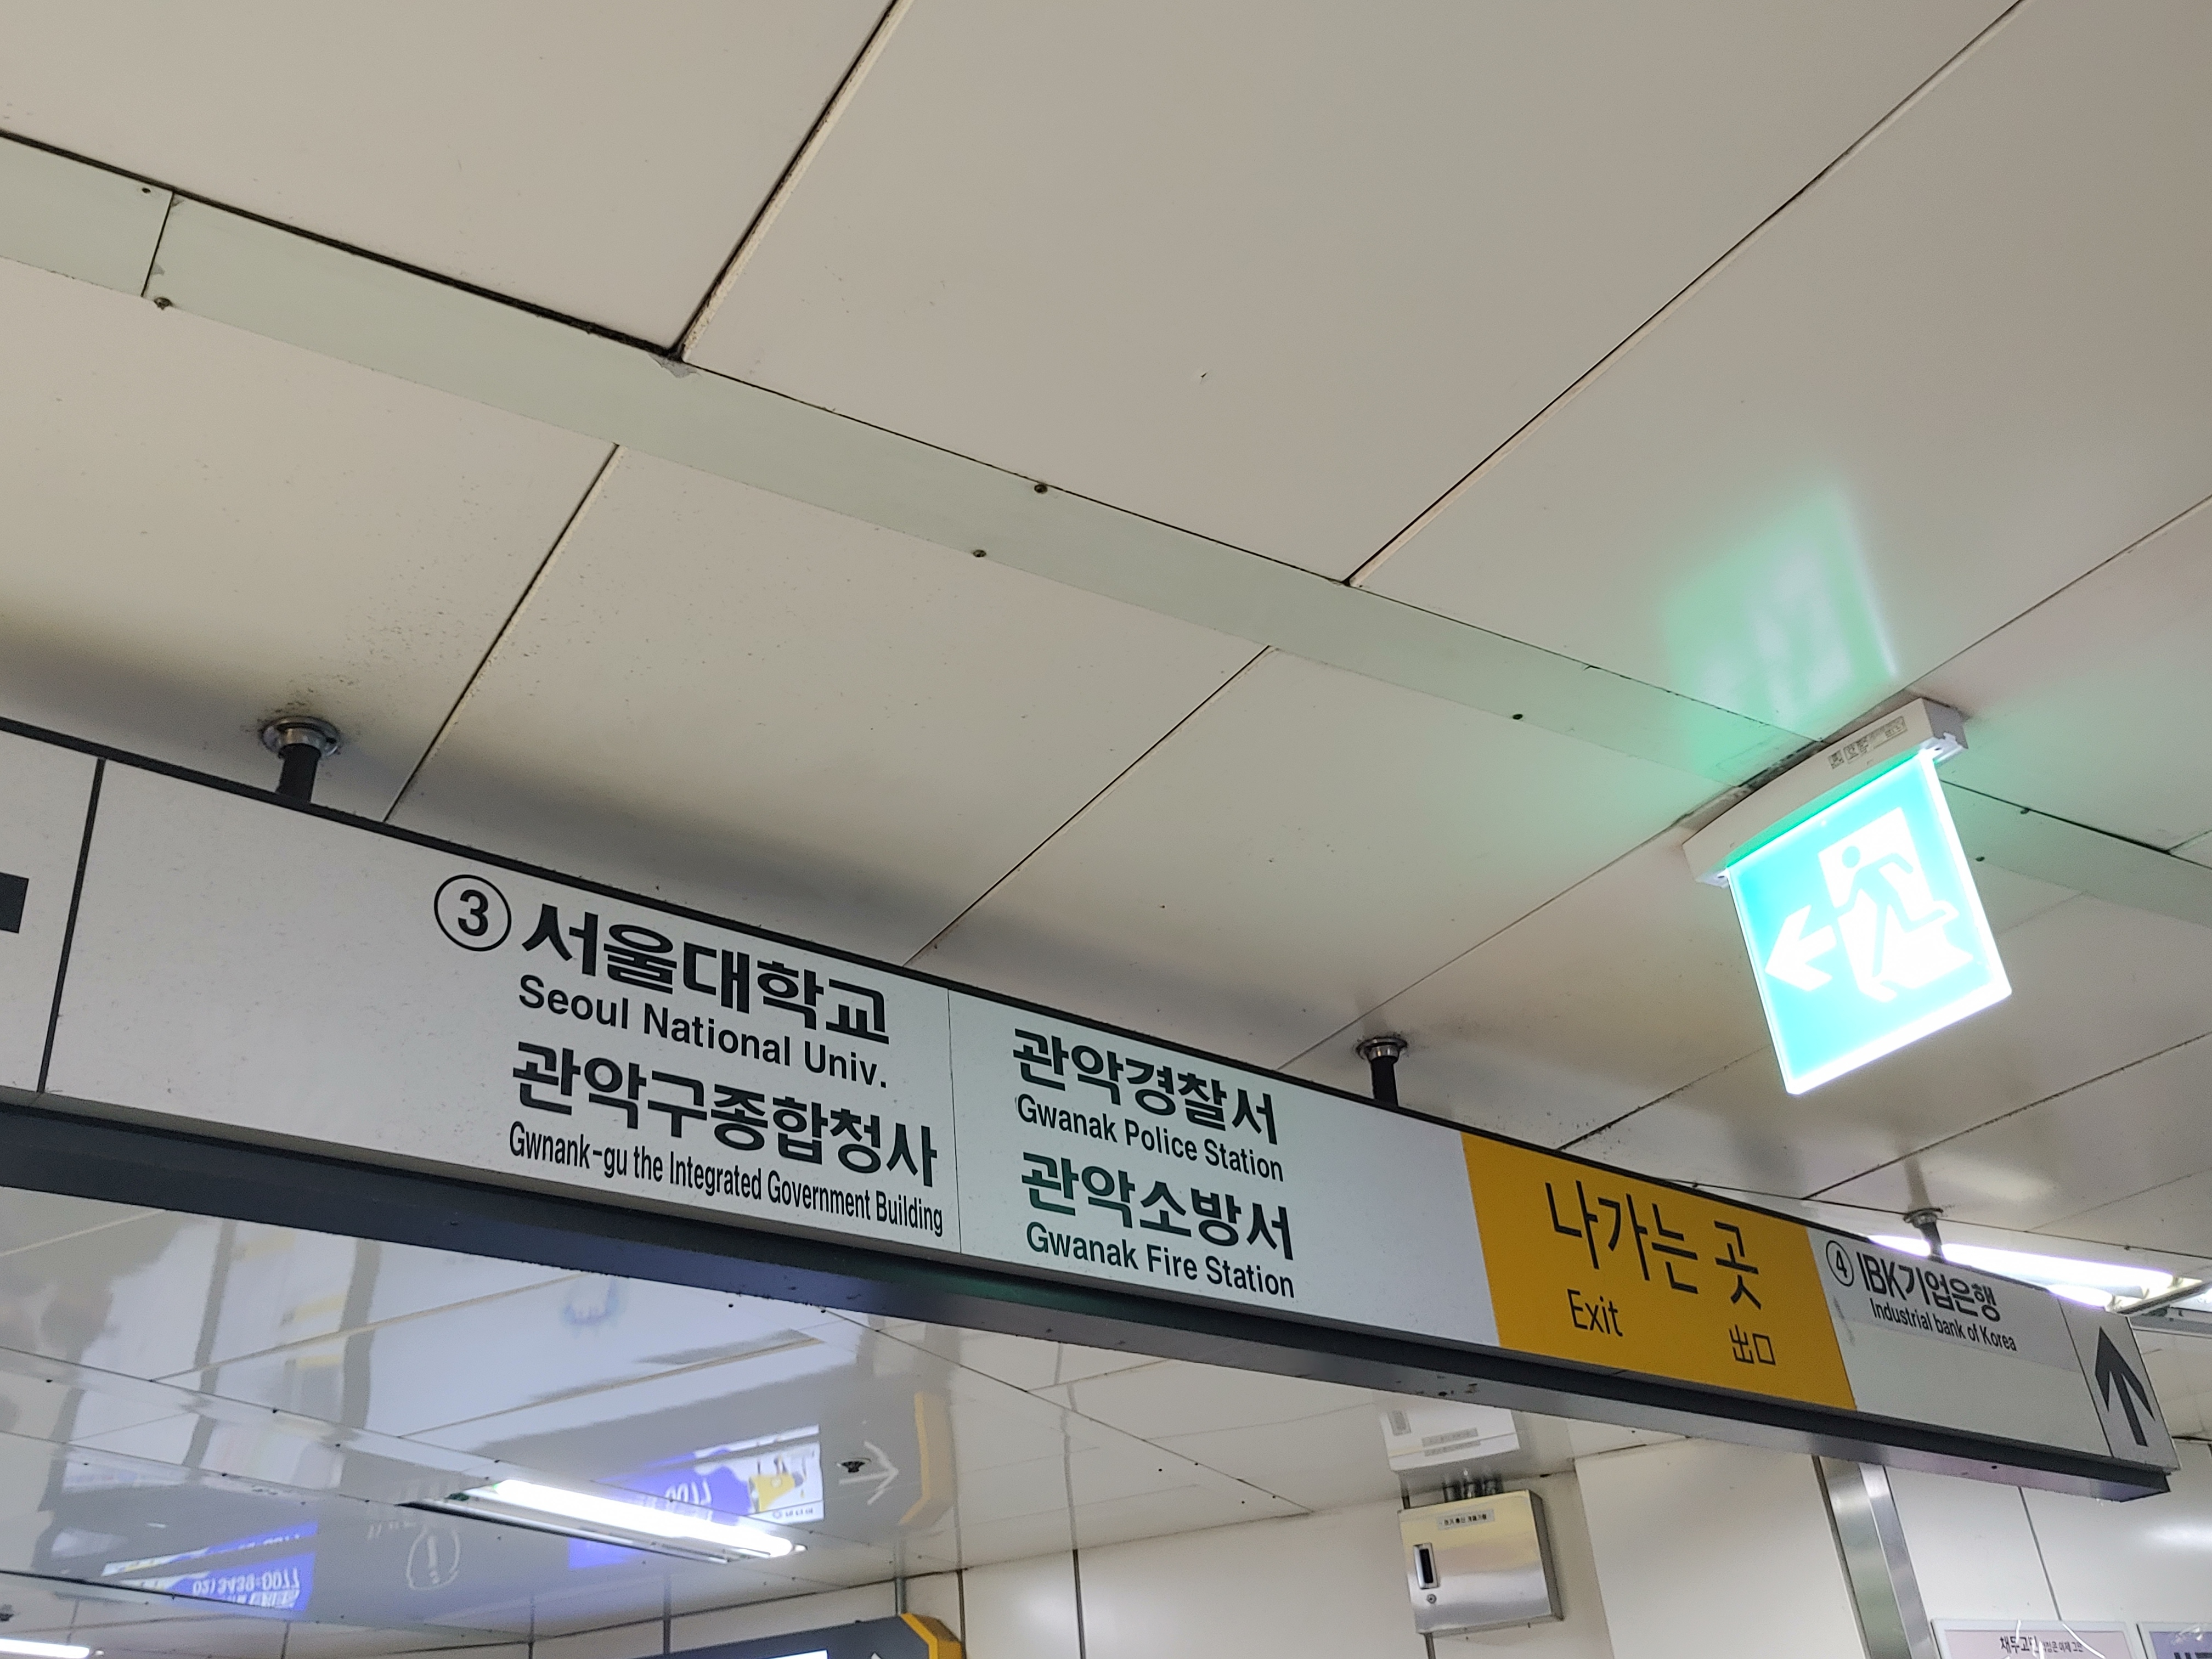 ③ 서울대학교
Seoul National Univ.
관악구종합청사
Gwnank-gu the Integrated Government Building
관악경찰서
Gwanak Police Station
관악소방서
Gwanak Fire Station
나가는 곳
Exit 出口
④ IBK기업은행
Industrial bank of Korea
02)3439-0077